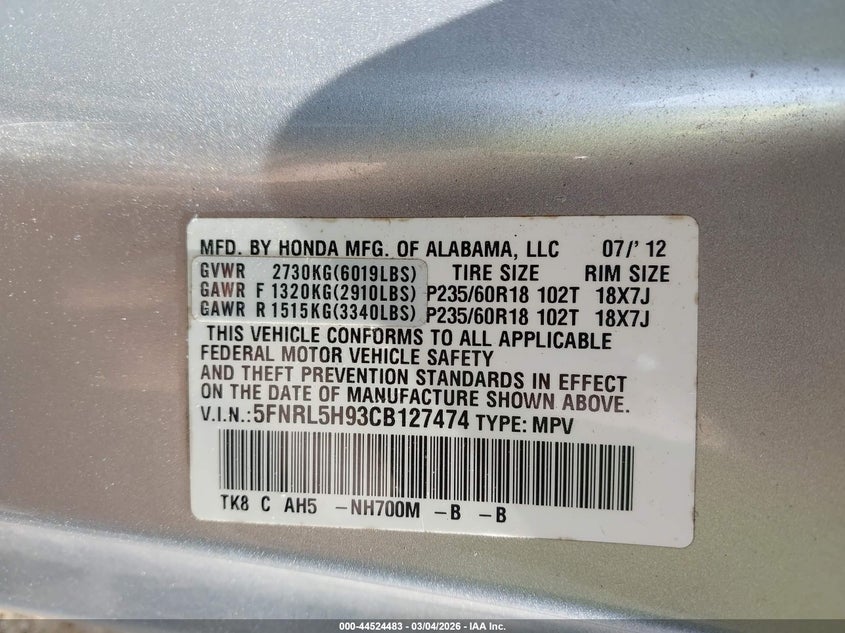 MFD. BY HONDA MFG. OF ALABAMA, LLC 07/' 12
GVWR 2730KG(6019LBS) TIRE SIZE RIM SIZE
GAWR F 1320KG(2910LBS) P235/60R18 102T 18X7J
GAWR R 1515KG(3340LBS) P235/60R18 102T 18X7J
THIS VEHICLE CONFORMS TO ALL APPLICABLE
FEDERAL MOTOR VEHICLE SAFETY
AND THEFT PREVENTION STANDARDS IN EFFECT
ON THE DATE OF MANUFACTURE SHOWN ABOVE.
V.I.N.:5FNRL5H93CB127474 TYPE: MPV
TK8 C AH5 -NH700M -B -B
000-44524483 - 03/04/2026 - IAA Inc.